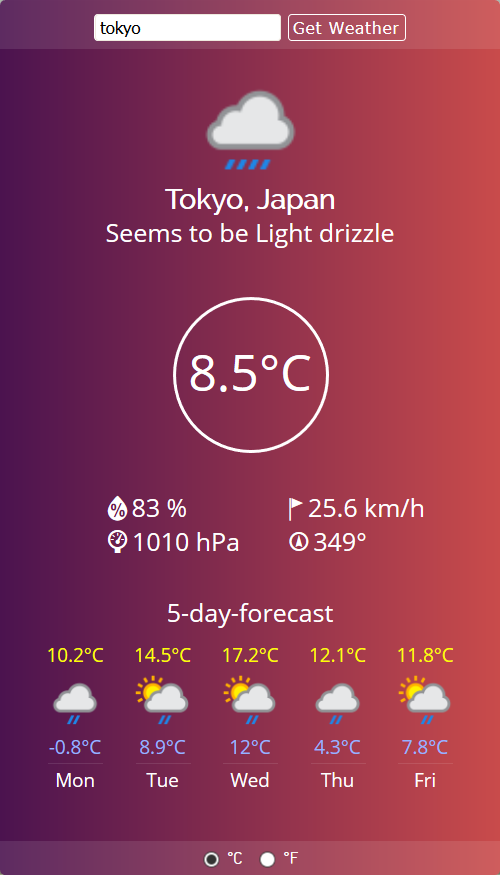 tokyo Get Weather
Tokyo, Japan
Seems to be Light drizzle
8.5°C
% 83 % 25.6 km/h
1010 hPa 349°
5-day-forecast
10.2°C 14.5°C 17.2°C 12.1°C 11.8°C
-0.8°C 8.9°C 12°C 4.3°C 7.8°C
Mon Tue Wed Thu Fri
°C °F